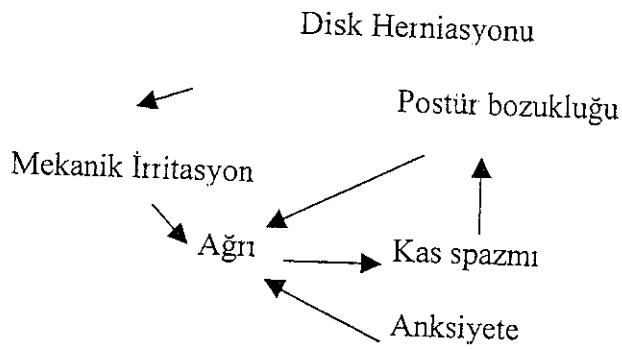 Disk Herniasyonu
Postür bozukluğu
Mekanik İrritasyon
Ağrı
Kas spazmı
Anksiyete